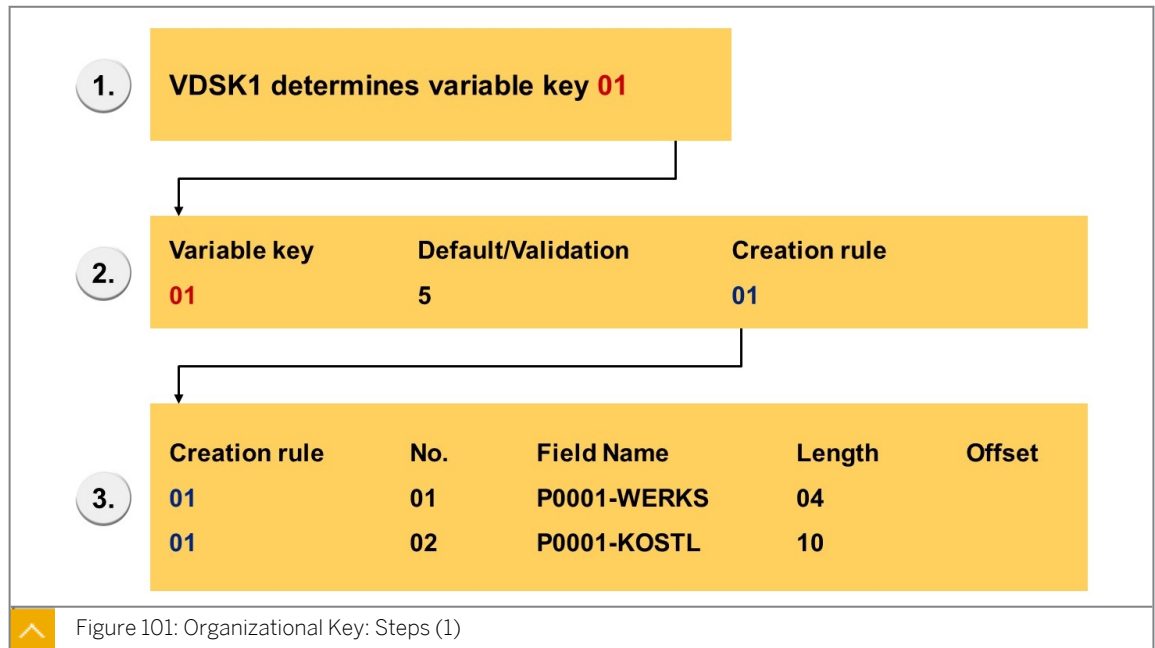 1. VDSK1 determines variable key 01
2. Variable key Default/Validation Creation rule
01 5 01
Creation rule No. Field Name Length Offset
3. 01 01 P0001-WERKS 04
01 02 P0001-KOSTL 10
Figure 101: Organizational Key: Steps (1)